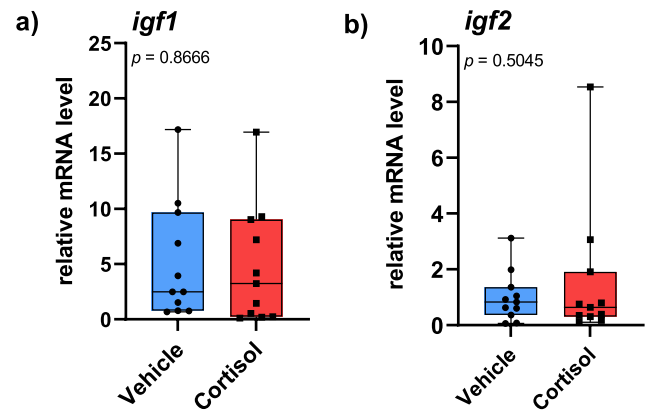 a)
igf1
p = 0.8666
relative mRNA level
25
20
15
10
5
0
Vehicle
Cortisol
b)
igf2
p = 0.5045
relative mRNA level
10
8
6
4
2
0
Vehicle
Cortisol